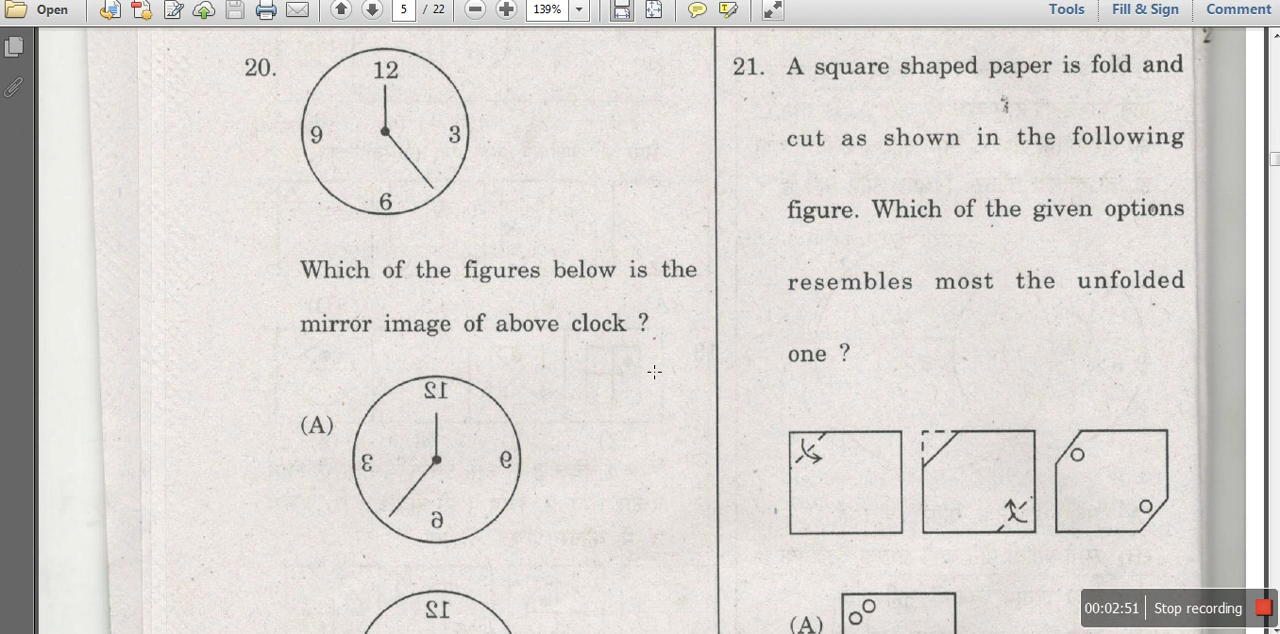 Open
5 / 22
139%
Tools
Fill & Sign
Comment
20.
12
9
3
6
Which of the figures below is the
mirror image of above clock ?
(A)
12
3
9
6
12
21. A square shaped paper is fold and
cut as shown in the following
figure. Which of the given options
resembles most the unfolded
one ?
(A)
00:02:51
Stop recording